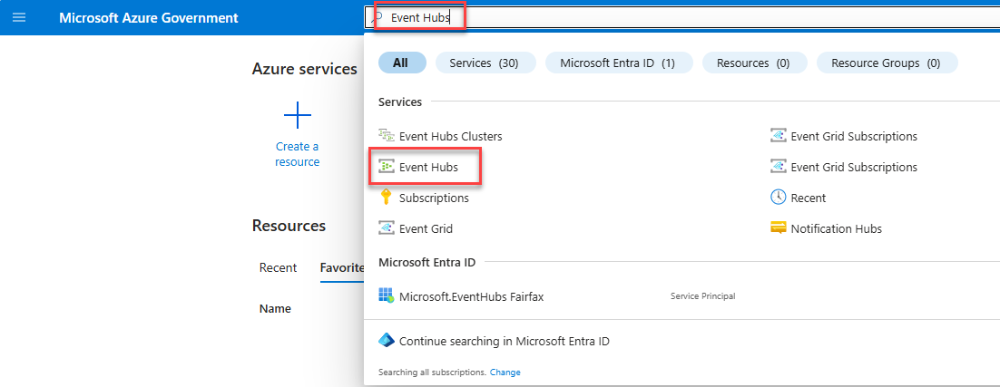 Microsoft Azure Government
Event Hubs
Azure services
Create a
resource
Resources
Recent
Favorite
Name
All
Services (30)
Microsoft Entra ID (1)
Resources (0)
Resource Groups (0)
Services
Event Hubs Clusters
Event Grid Subscriptions
Event Hubs
Event Grid Subscriptions
Subscriptions
Recent
Event Grid
Notification Hubs
Microsoft Entra ID
Microsoft.EventHubs Fairfax
Service Principal
Continue searching in Microsoft Entra ID
Searching all subscriptions. Change